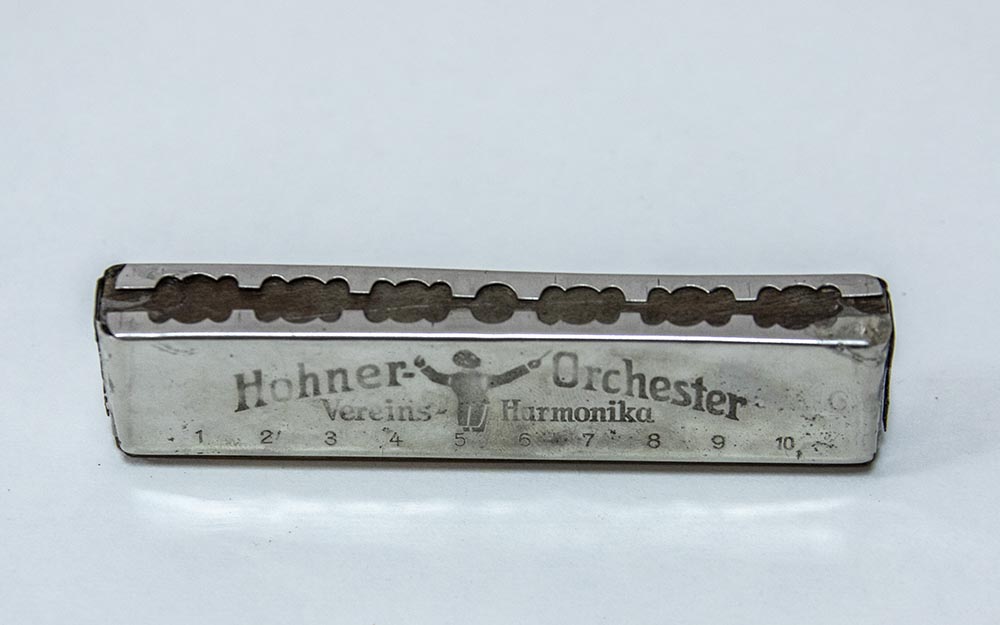 Hohner-Orchester
Vereins-Harmonika
1 2 3 4 5 6 7 8 9 10